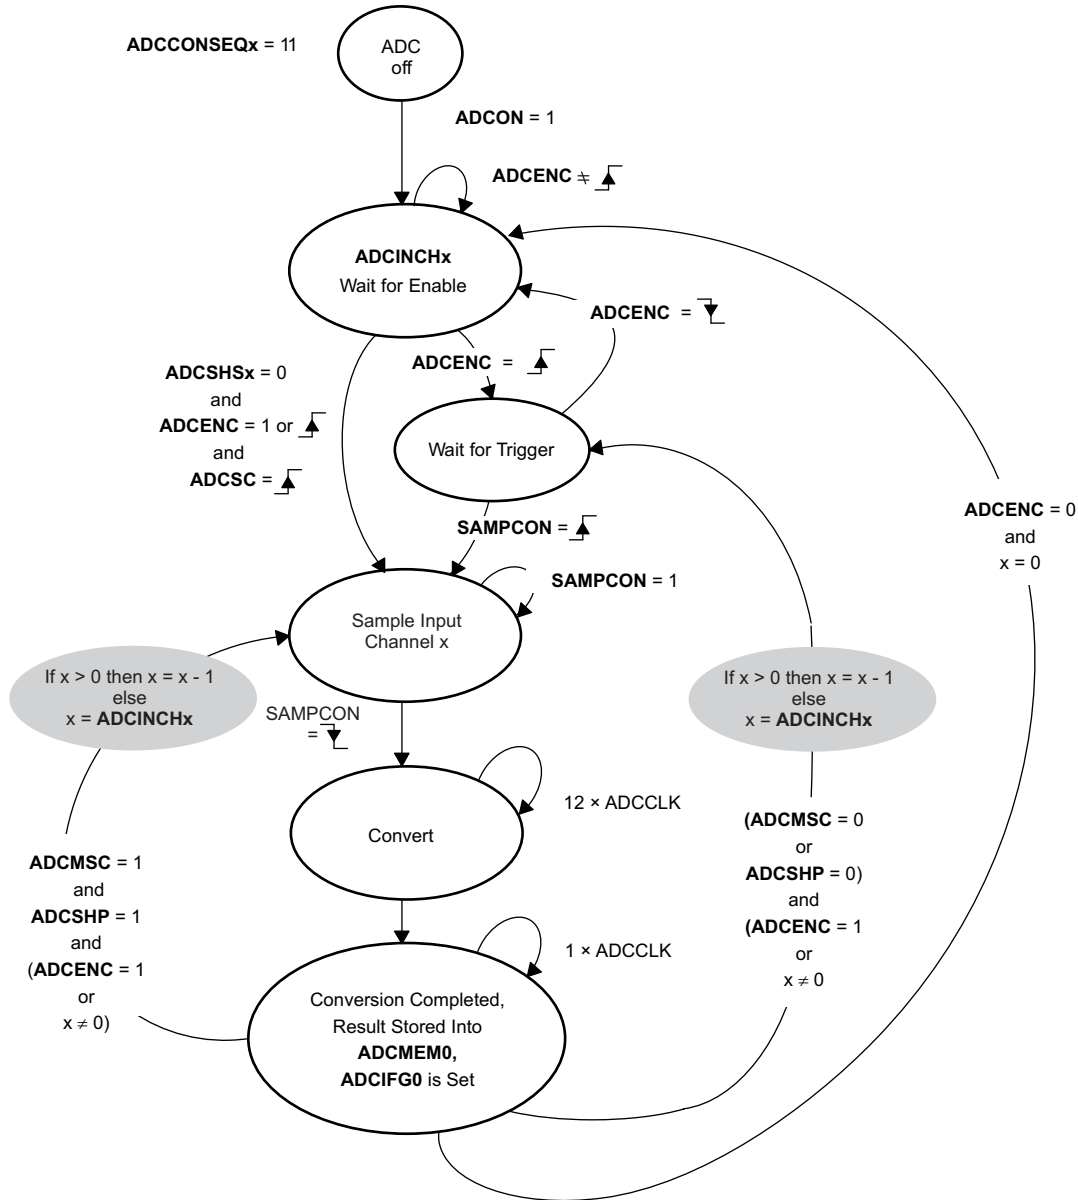 ADCCONSEQx = 11
ADC
off
ADCON = 1
ADCENC ≠
ADCINCHx
Wait for Enable
ADCENC =
ADCENC =
ADCSHSx = 0
and
ADCENC = 1 or
and
ADCSC =
Wait for Trigger
SAMPCON =
SAMPCON = 1
ADCENC = 0
and
x = 0
Sample Input
Channel x
If x > 0 then x = x - 1
else
x = ADCINCHx
If x > 0 then x = x - 1
else
x = ADCINCHx
SAMPCON
=
12 × ADCCLK
Convert
ADCMSC = 1
and
ADCSHP = 1
and
(ADCENC = 1
or
x ≠ 0)
(ADCMSC = 0
or
ADCSHP = 0)
and
(ADCENC = 1
or
x ≠ 0
1 × ADCCLK
Conversion Completed,
Result Stored Into
ADCMEM0,
ADCIFG0 is Set